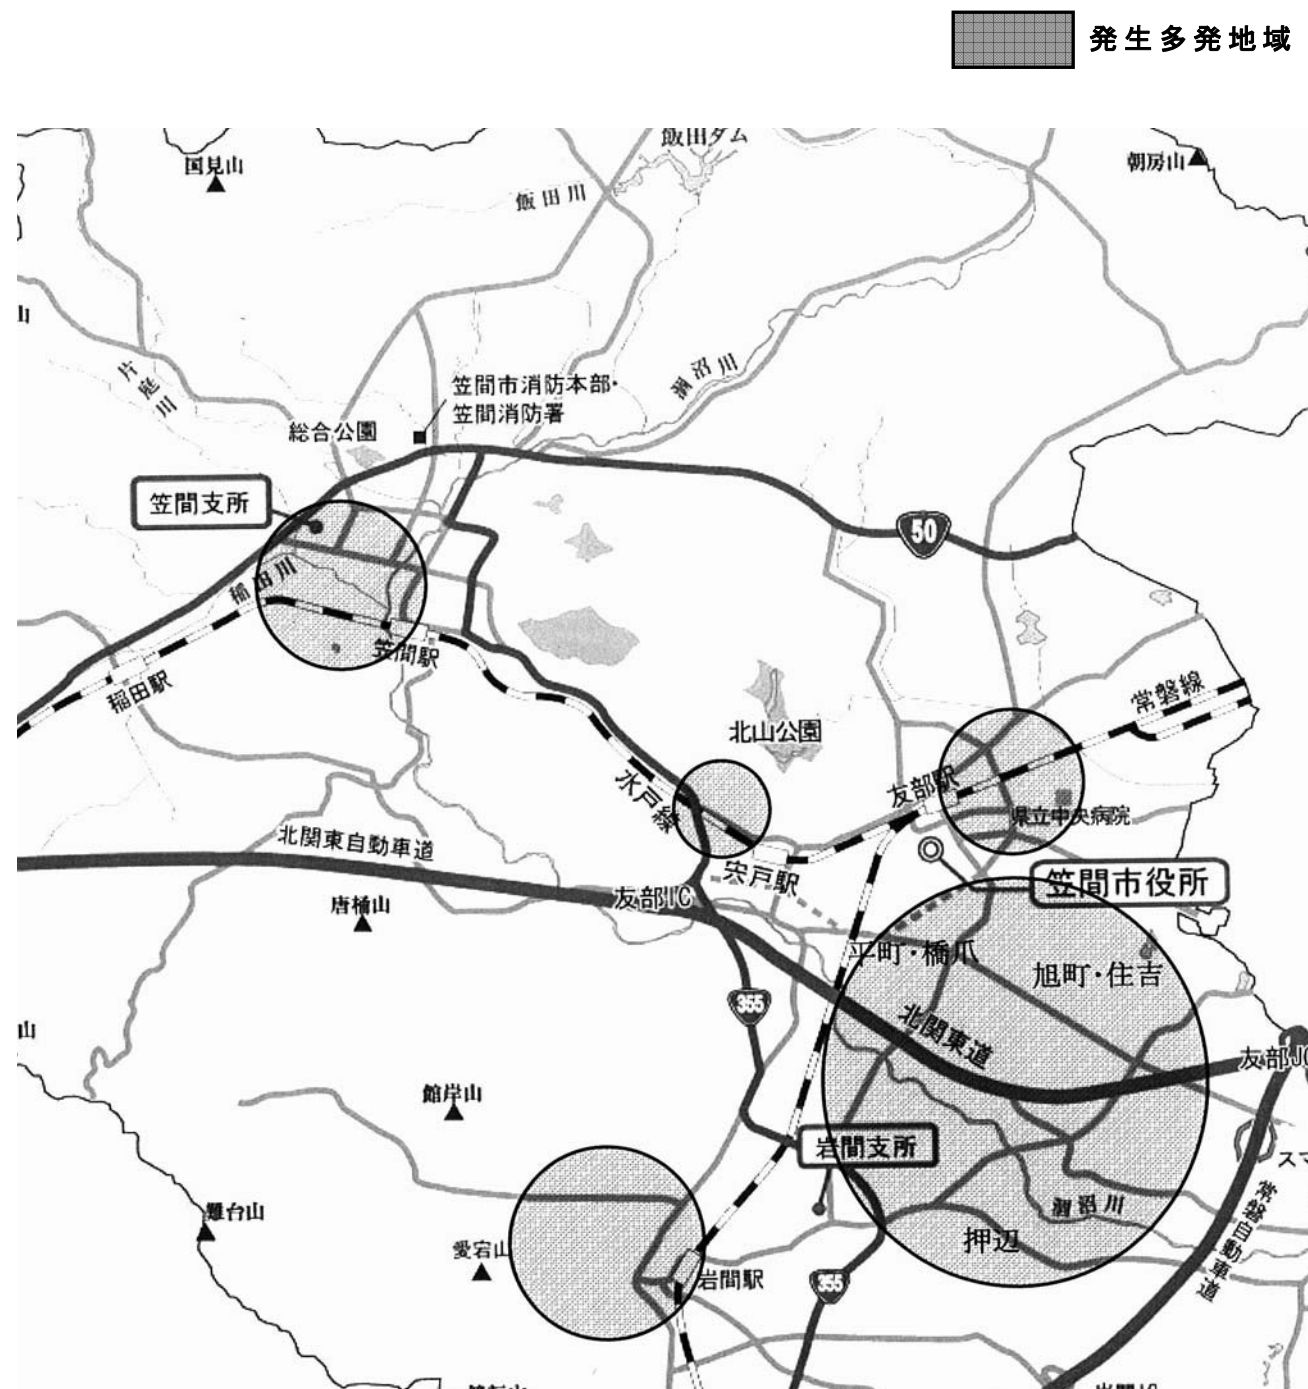 発生多発地域
飯田ダム
国見山
朝房山
飯田川
山
片庭川
涸沼川
笠間市消防本部・
笠間消防署
総合公園
笠間支所
50
稲田川
笠間駅
稲田駅
常磐線
北山公園
水戸線
友部駅
県立中央病院
北関東自動車道
宍戸駅
笠間市役所
友部IC
唐桶山
平町・橋爪
旭町・住吉
355
北関東道
山
友部JC
館岸山
岩間支所
スマ
難台山
涸沼川
常磐自動車道
愛宕山
押辺
岩間駅
355